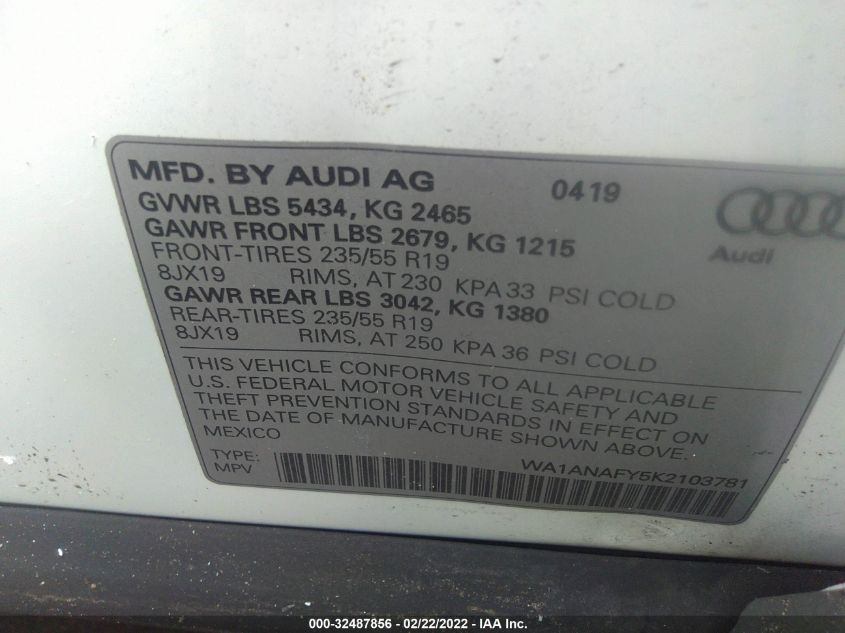 MFD. BY AUDI AG 0419
GVWR LBS 5434, KG 2465
GAWR FRONT LBS 2679, KG 1215
FRONT-TIRES 235/55 R19
8JX19 RIMS, AT 230 KPA 33 PSI COLD
GAWR REAR LBS 3042, KG 1380
REAR-TIRES 235/55 R19
8JX19 RIMS, AT 250 KPA 36 PSI COLD
Audi
THIS VEHICLE CONFORMS TO ALL APPLICABLE
U.S. FEDERAL MOTOR VEHICLE SAFETY AND
THEFT PREVENTION STANDARDS IN EFFECT ON
THE DATE OF MANUFACTURE SHOWN ABOVE.
MEXICO -/-
TYPE: WA1ANAFY5K2103781
MPV
000-32487856 - 02/22/2022 - IAA Inc.